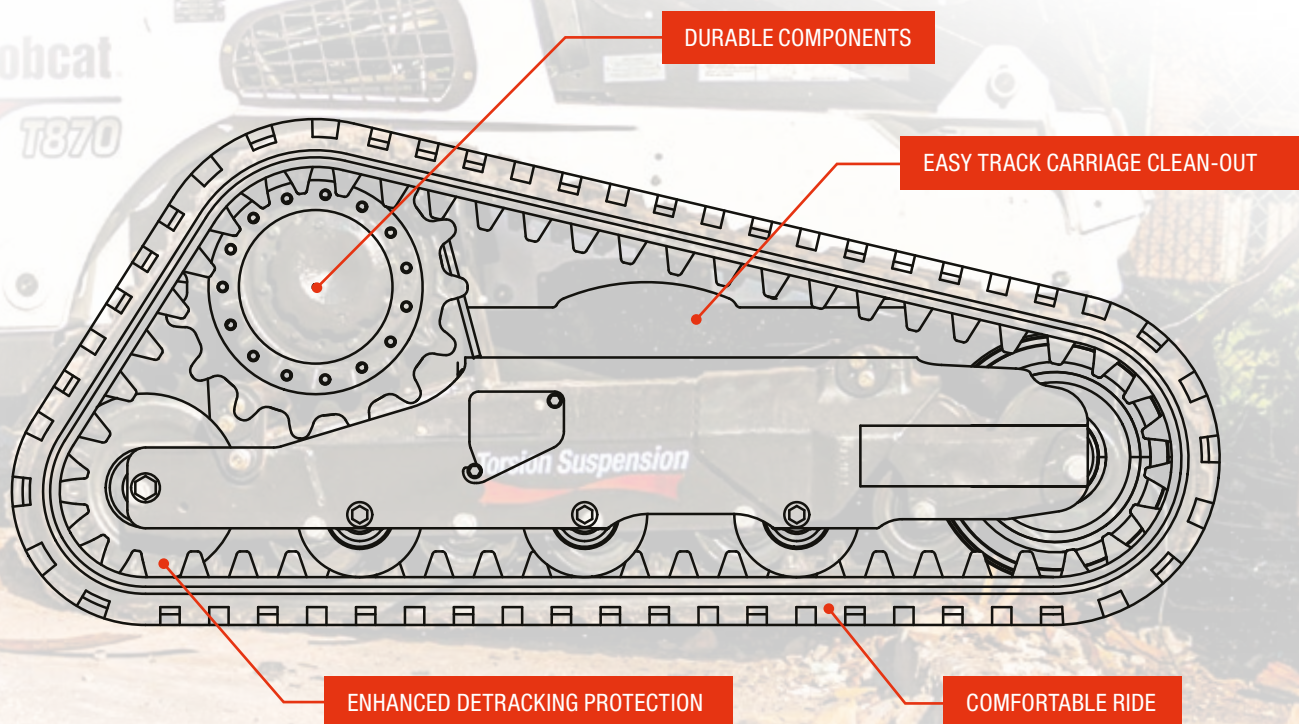 DURABLE COMPONENTS
obcat
T870
EASY TRACK CARRIAGE CLEAN-OUT
Torsion Suspension
ENHANCED DETRACKING PROTECTION
COMFORTABLE RIDE